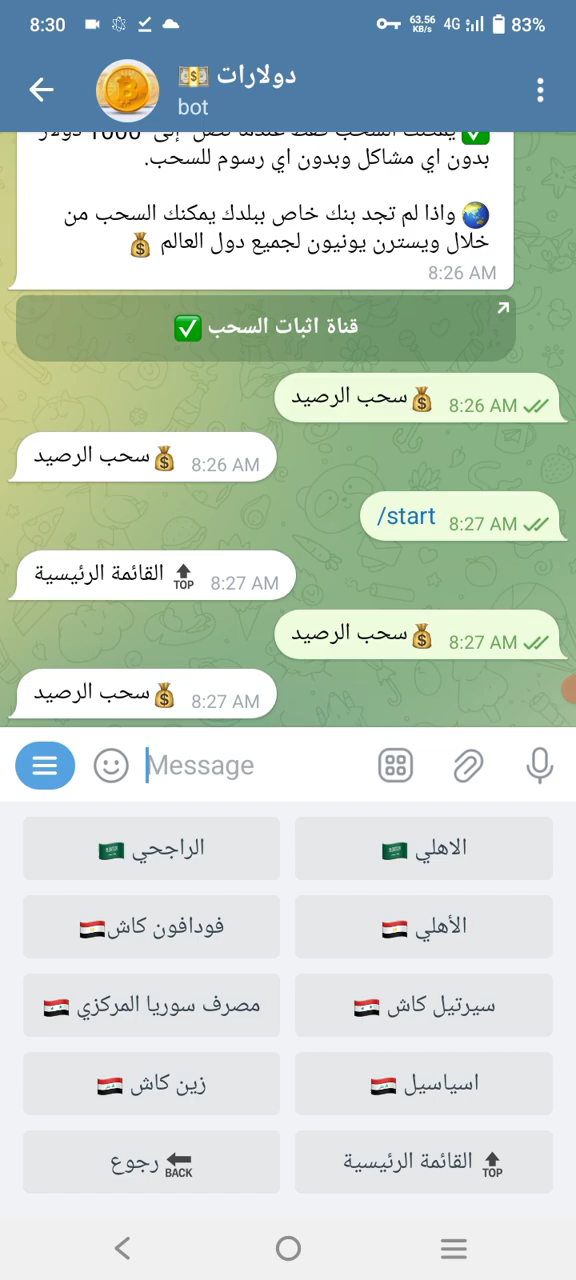 8:30
63.56 KB/s 4G 83%
دولارات
bot
بدون اي مشاكل وبدون اي رسوم للسحب.
واذا لم تجد بنك خاص ببلدك يمكنك السحب من
خلال ويسترن يونيون لجميع دول العالم
8:26 AM
قناة اثبات السحب
سحب الرصيد
8:26 AM
سحب الرصيد
8:26 AM
/start
8:27 AM
القائمة الرئيسية
TOP
8:27 AM
سحب الرصيد
8:27 AM
سحب الرصيد
8:27 AM
Message
الاهلي
الراجحي
الأهلي
فودافون كاش
سيرتيل كاش
مصرف سوريا المركزي
اسياسيل
زين كاش
TOP القائمة الرئيسية
BACK رجوع